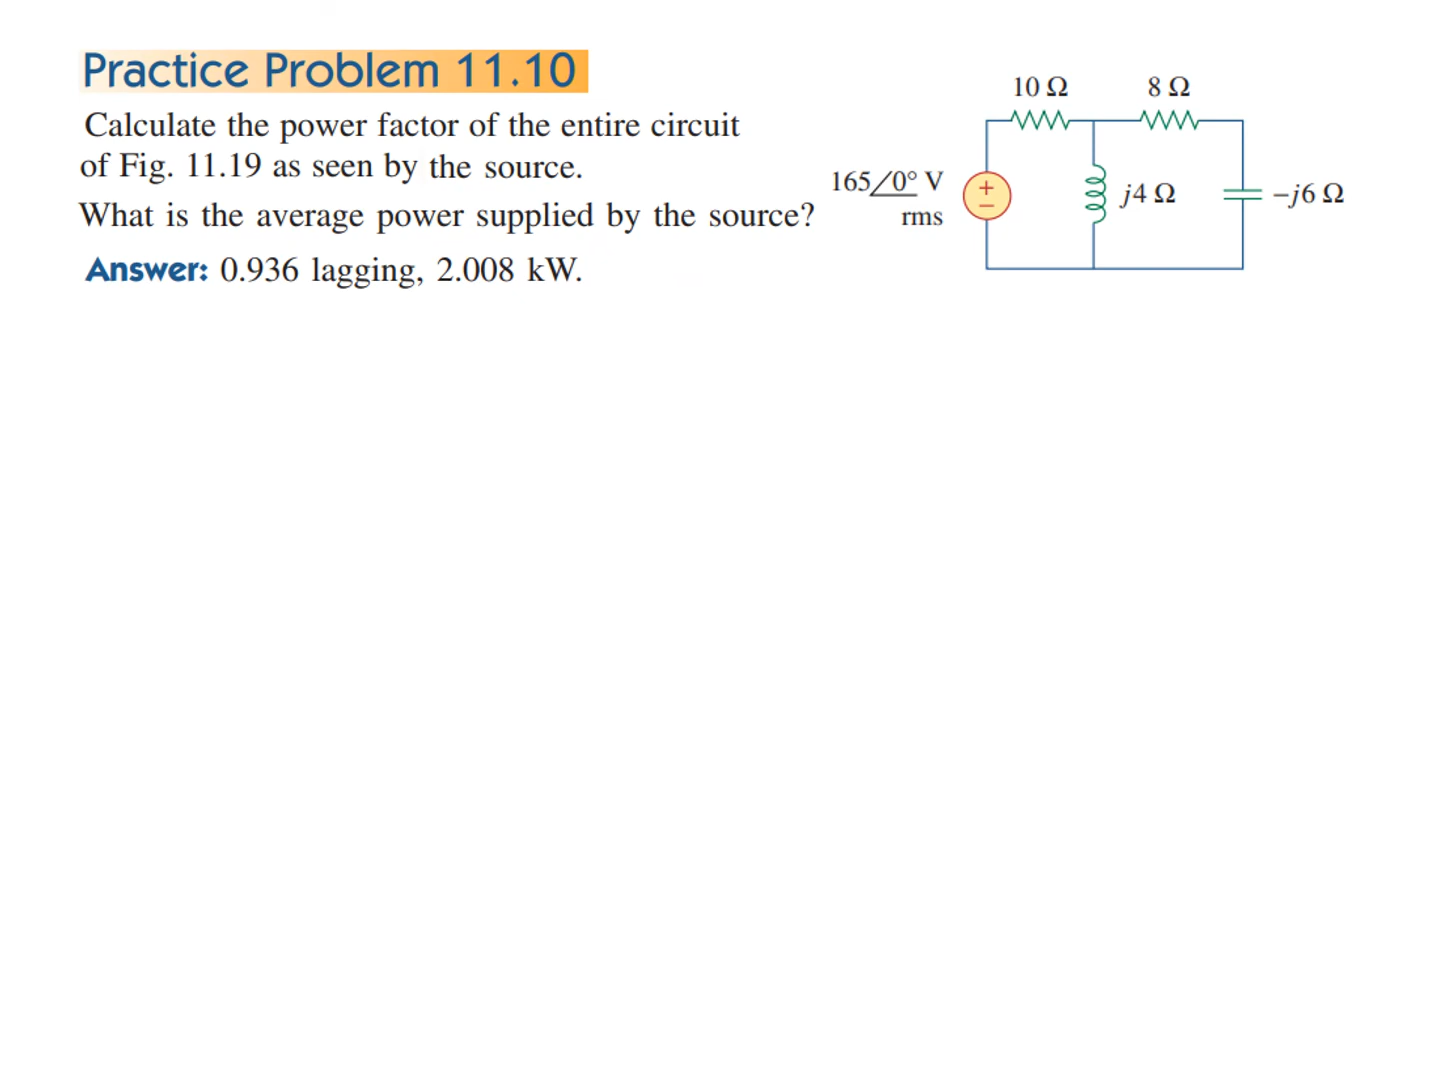 Practice Problem 11.10
Calculate the power factor of the entire circuit
of Fig. 11.19 as seen by the source.
What is the average power supplied by the source?
Answer: 0.936 lagging, 2.008 kW.
10 Ω
8 Ω
165∠0° V
rms
+
−
j4 Ω
−j6 Ω